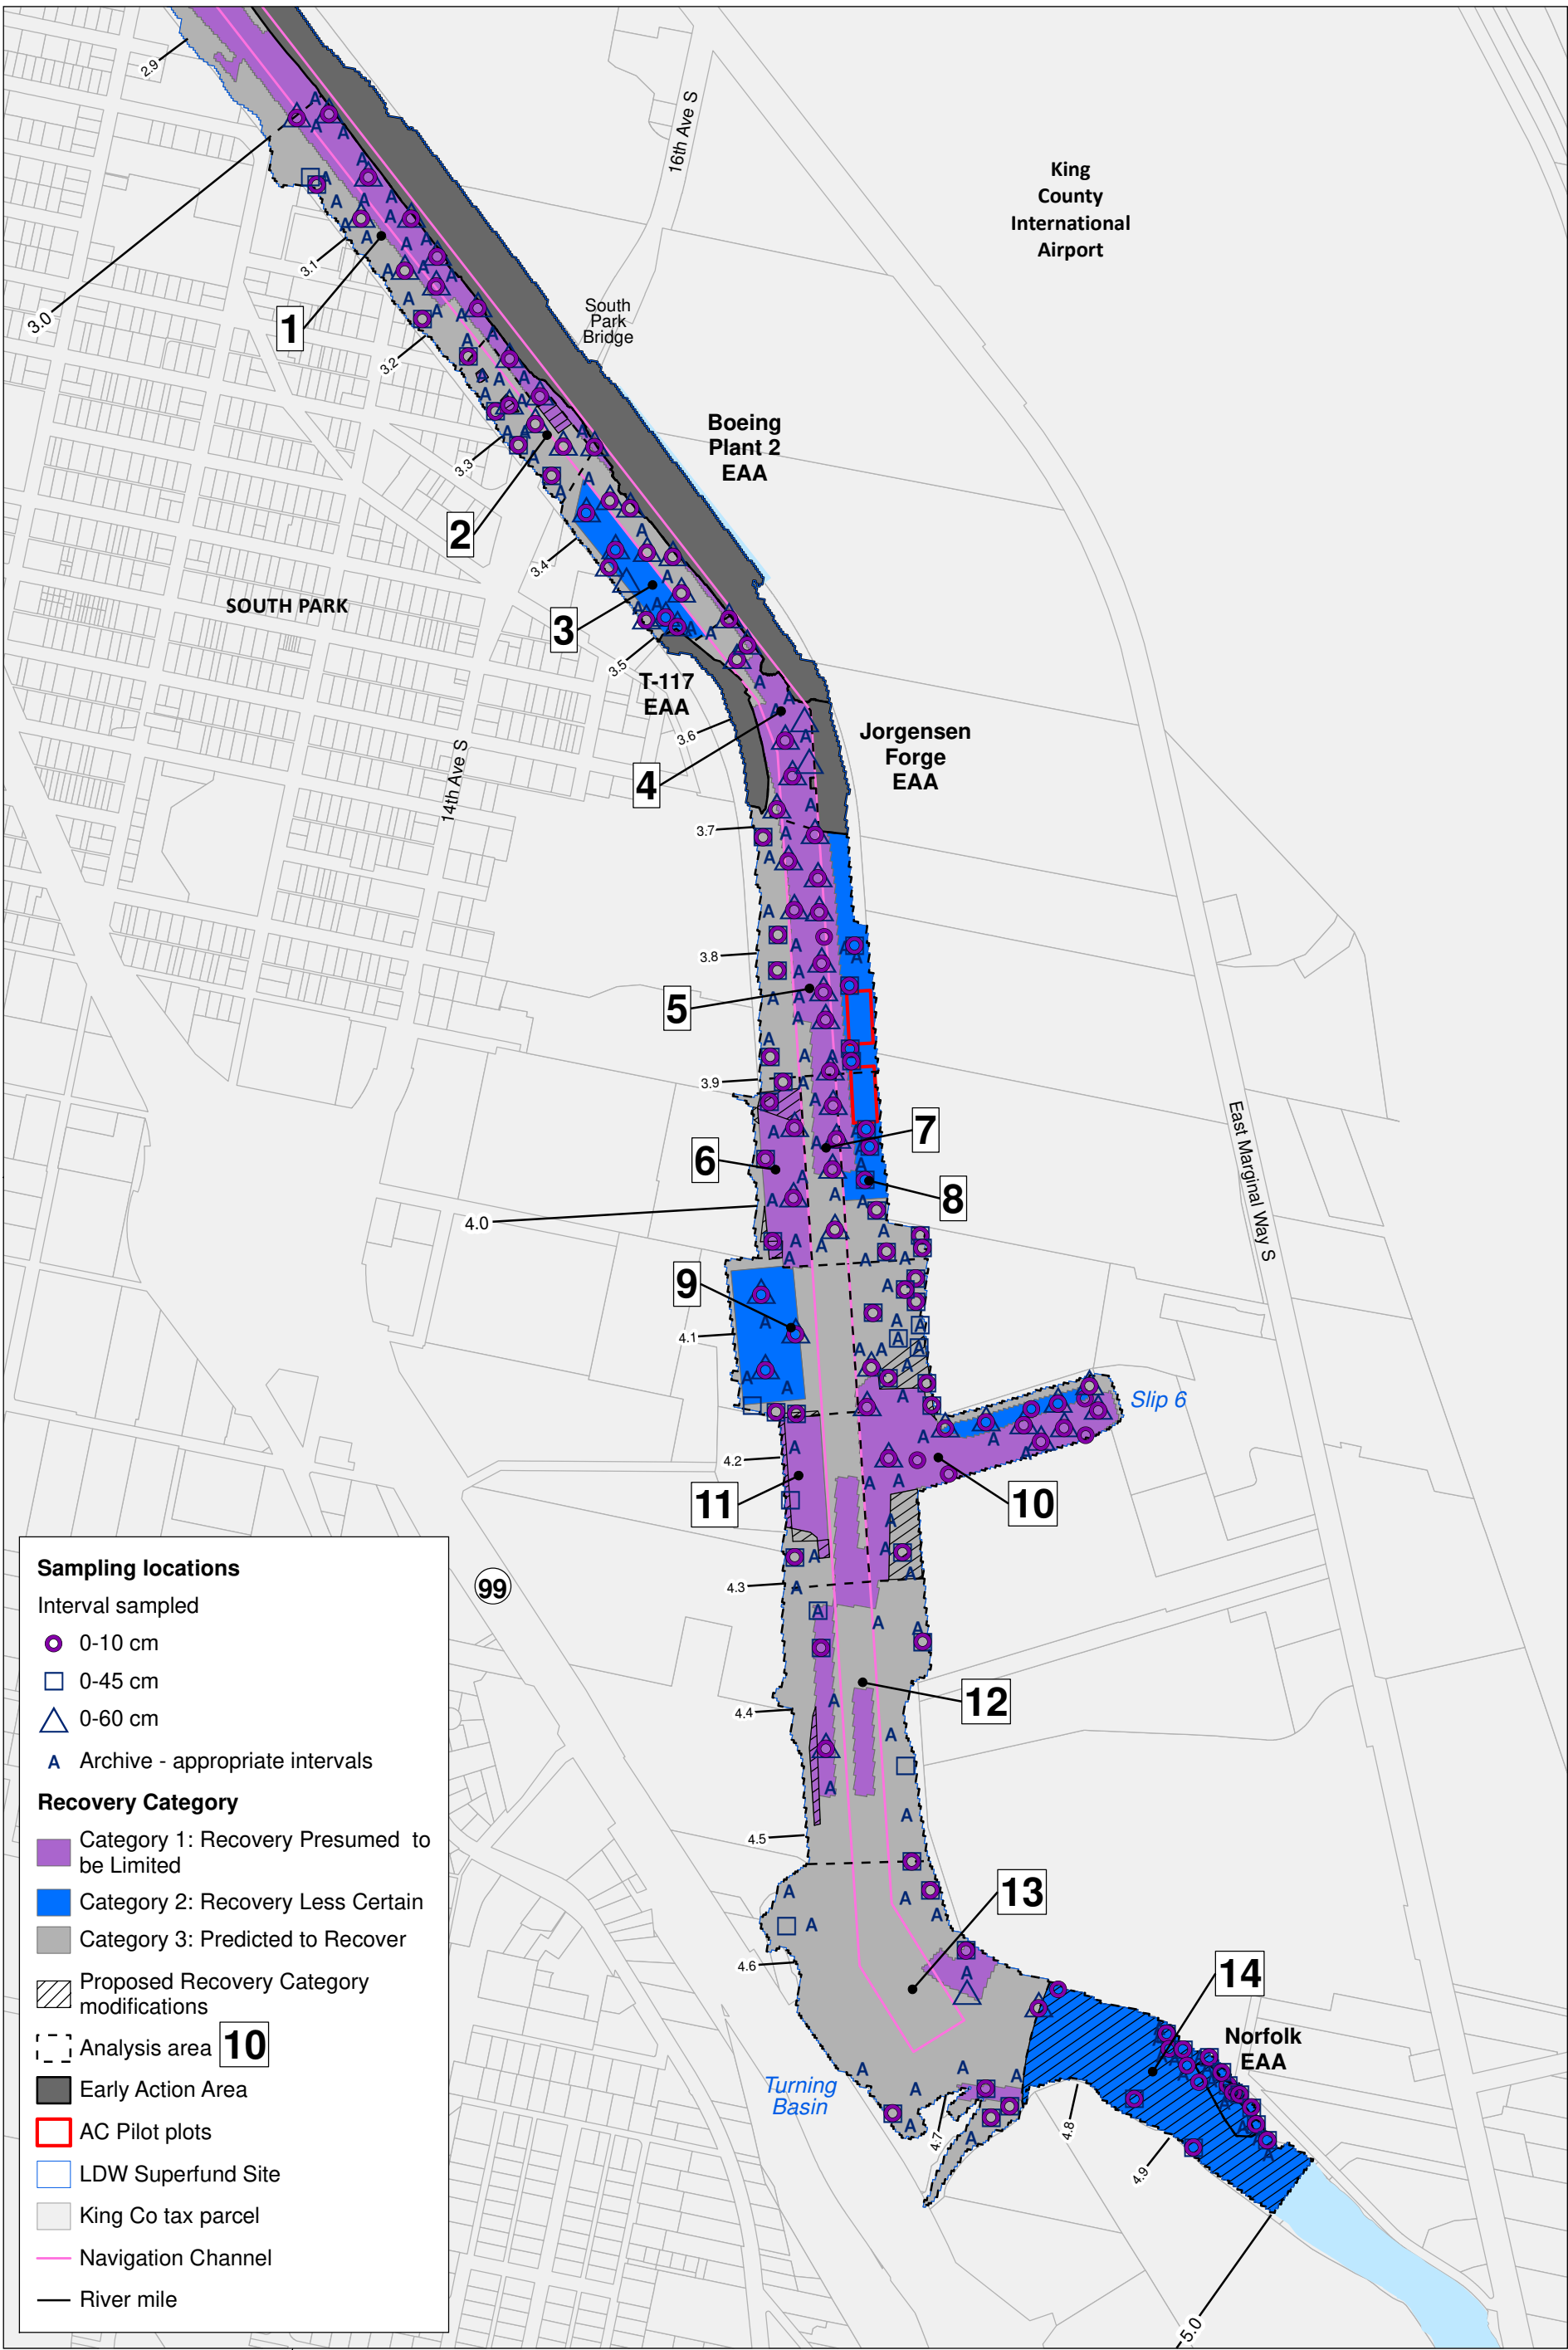 2.9
16th Ave S
King
County
International
Airport
3.0
3.1
1
South
Park
Bridge
3.2
Boeing
Plant 2
EAA
3.3
2
3.4
SOUTH PARK
3
3.5
T-117
EAA
3.6
Jorgensen
Forge
EAA
14th Ave S
4
3.7
3.8
5
3.9
7
6
East Marginal Way S
8
4.0
9
4.1
Slip 6
4.2
11
10
4.3
99
12
4.4
4.5
13
4.6
14
Norfolk
EAA
Turning
Basin
4.7
4.8
4.9
5.0
Sampling locations
Interval sampled
0-10 cm
0-45 cm
0-60 cm
A Archive - appropriate intervals
Recovery Category
Category 1: Recovery Presumed to
be Limited
Category 2: Recovery Less Certain
Category 3: Predicted to Recover
Proposed Recovery Category
modifications
Analysis area 10
Early Action Area
AC Pilot plots
LDW Superfund Site
King Co tax parcel
Navigation Channel
River mile